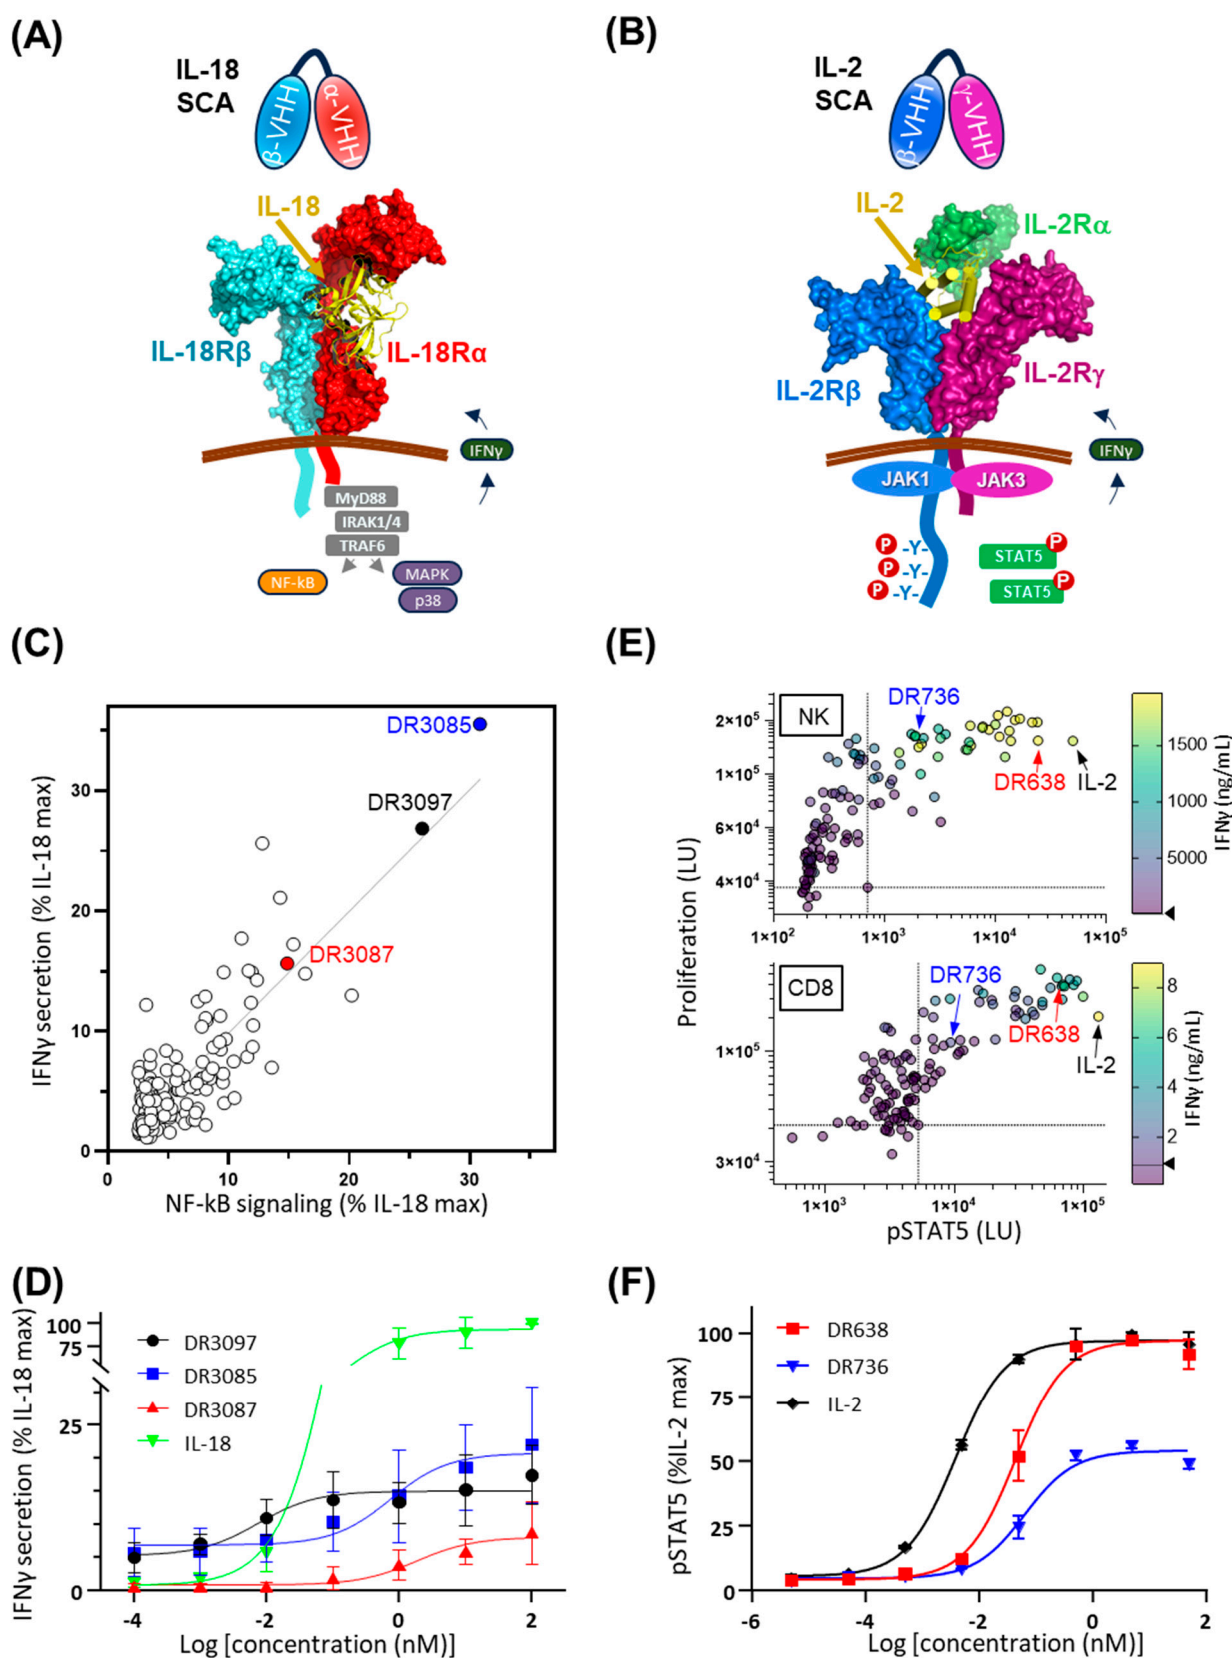 (A)
IL-18
SCA
β-VHH
α-VHH
IL-18
IL-18Rβ
IL-18Rα
IFNγ
MyD88
IRAK1/4
TRAF6
NF-kB
MAPK
p38
(B)
IL-2
SCA
β-VHH
γ-VHH
IL-2
IL-2Rα
IL-2Rβ
IL-2Rγ
IFNγ
JAK1
JAK3
P -Y-
P -Y-
P -Y-
STAT5 P
STAT5 P
(C)
IFNγ secretion (% IL-18 max)
30
20
10
0
DR3085
DR3097
DR3087
0
10
20
30
NF-kB signaling (% IL-18 max)
(E)
Proliferation (LU)
NK
DR736
DR638
IL-2
2×10⁵
1×10⁵
6×10⁴
4×10⁴
1×10²
1×10³
1×10⁴
1×10⁵
IFNγ (ng/mL)
1500
1000
5000
CD8
DR736
DR638
IL-2
1×10⁵
3×10⁴
1×10³
1×10⁴
1×10⁵
pSTAT5 (LU)
IFNγ (ng/mL)
8
6
4
2
(D)
IFNγ secretion (% IL-18 max)
100
75
25
0
DR3097
DR3085
DR3087
IL-18
-4
-2
0
2
Log [concentration (nM)]
(F)
pSTAT5 (%IL-2 max)
100
75
50
25
0
DR638
DR736
IL-2
-6
-4
-2
0
2
Log [concentration (nM)]